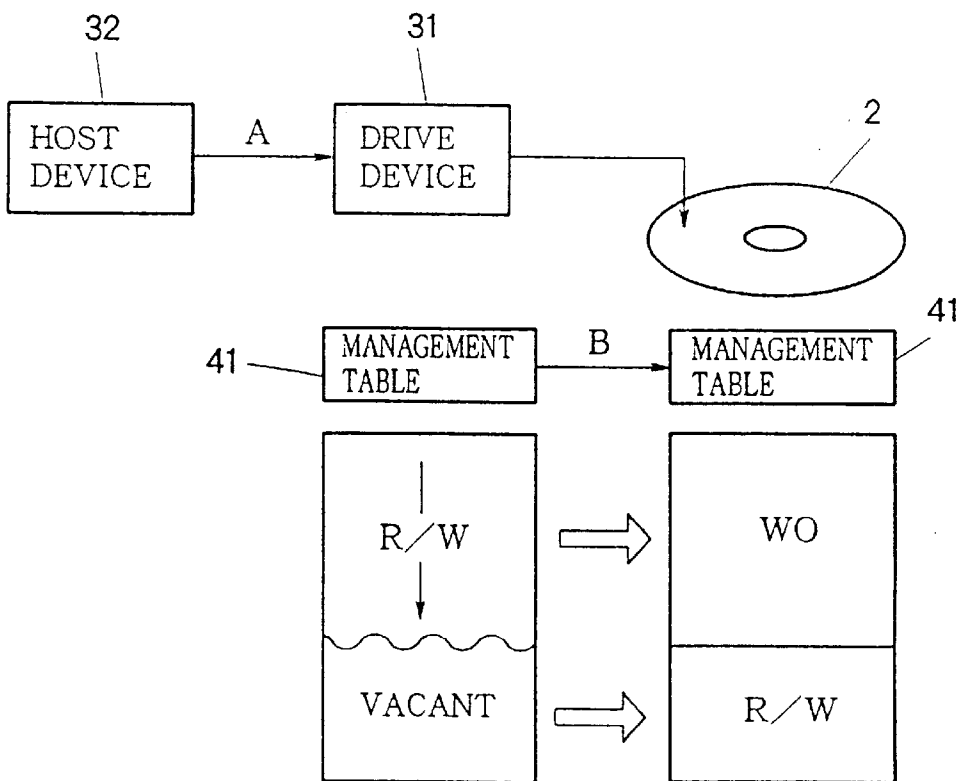 32
31
HOST
DEVICE
A
DRIVE
DEVICE
2
41
MANAGEMENT
TABLE
B
MANAGEMENT
TABLE
41
R/W
WO
VACANT
R/W